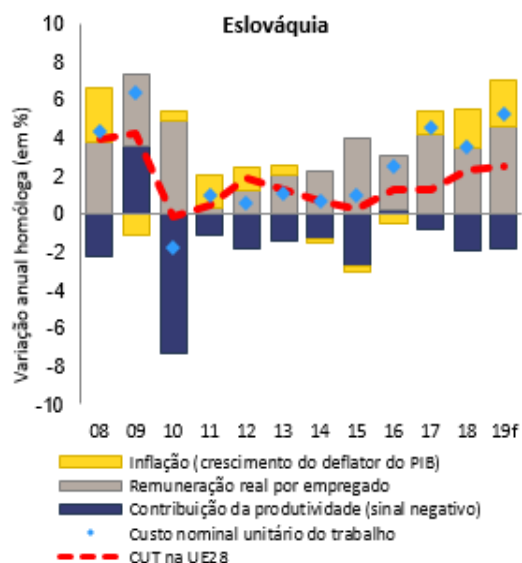 Eslováquia
Variação anual homóloga (em %)
10
8
6
4
2
0
-2
-4
-6
-8
-10
08 09 10 11 12 13 14 15 16 17 18 19f
Inflação (crescimento do deflator do PIB)
Remuneração real por empregado
Contribuição da produtividade (sinal negativo)
Custo nominal unitário do trabalho
CUT na UE28